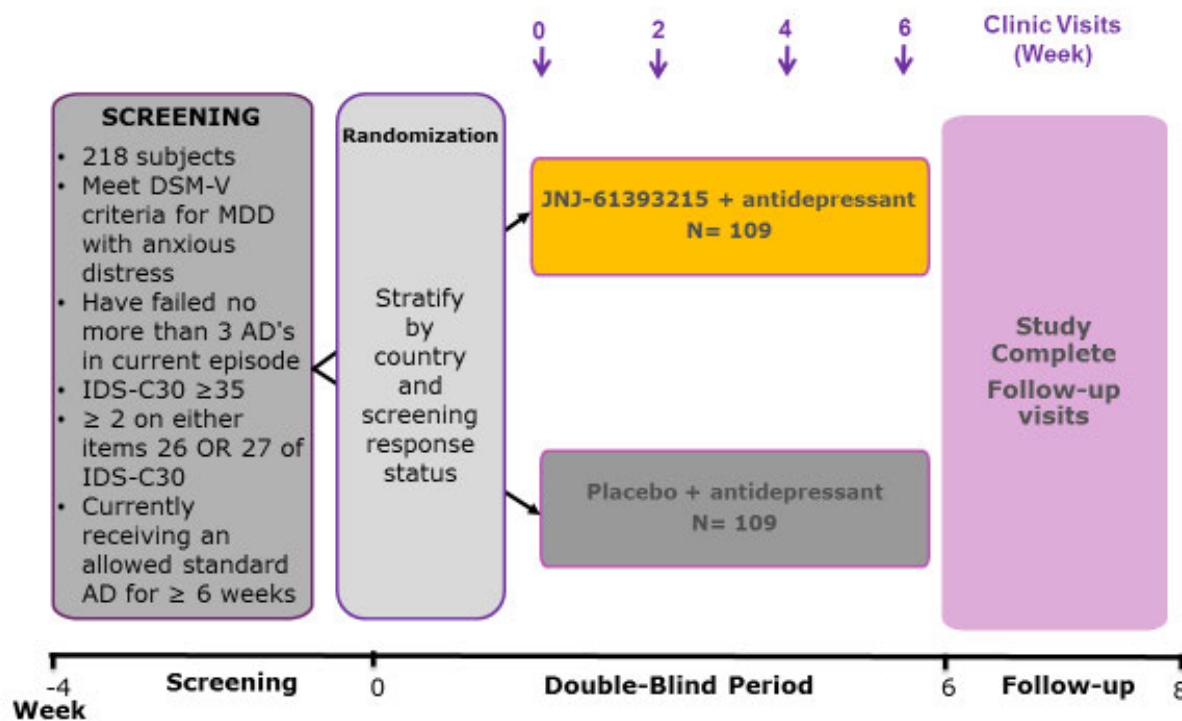 0 2 4 6 Clinic Visits
(Week)
SCREENING
• 218 subjects
• Meet DSM-V
criteria for MDD
with anxious
distress
• Have failed no
more than 3 AD's
in current episode
• IDS-C30 ≥35
• ≥ 2 on either
items 26 OR 27 of
IDS-C30
• Currently
receiving an
allowed standard
AD for ≥ 6 weeks
Randomization
Stratify
by
country
and
screening
response
status
JNJ-61393215 + antidepressant
N= 109
Placebo + antidepressant
N= 109
Study
Complete
Follow-up
visits
-4 Screening 0 Double-Blind Period 6 Follow-up 8
Week